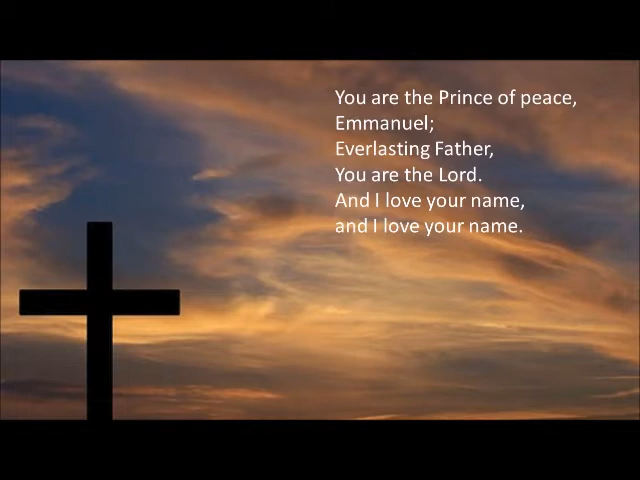 You are the Prince of peace,
Emmanuel;
Everlasting Father,
You are the Lord.
And I love your name,
and I love your name.